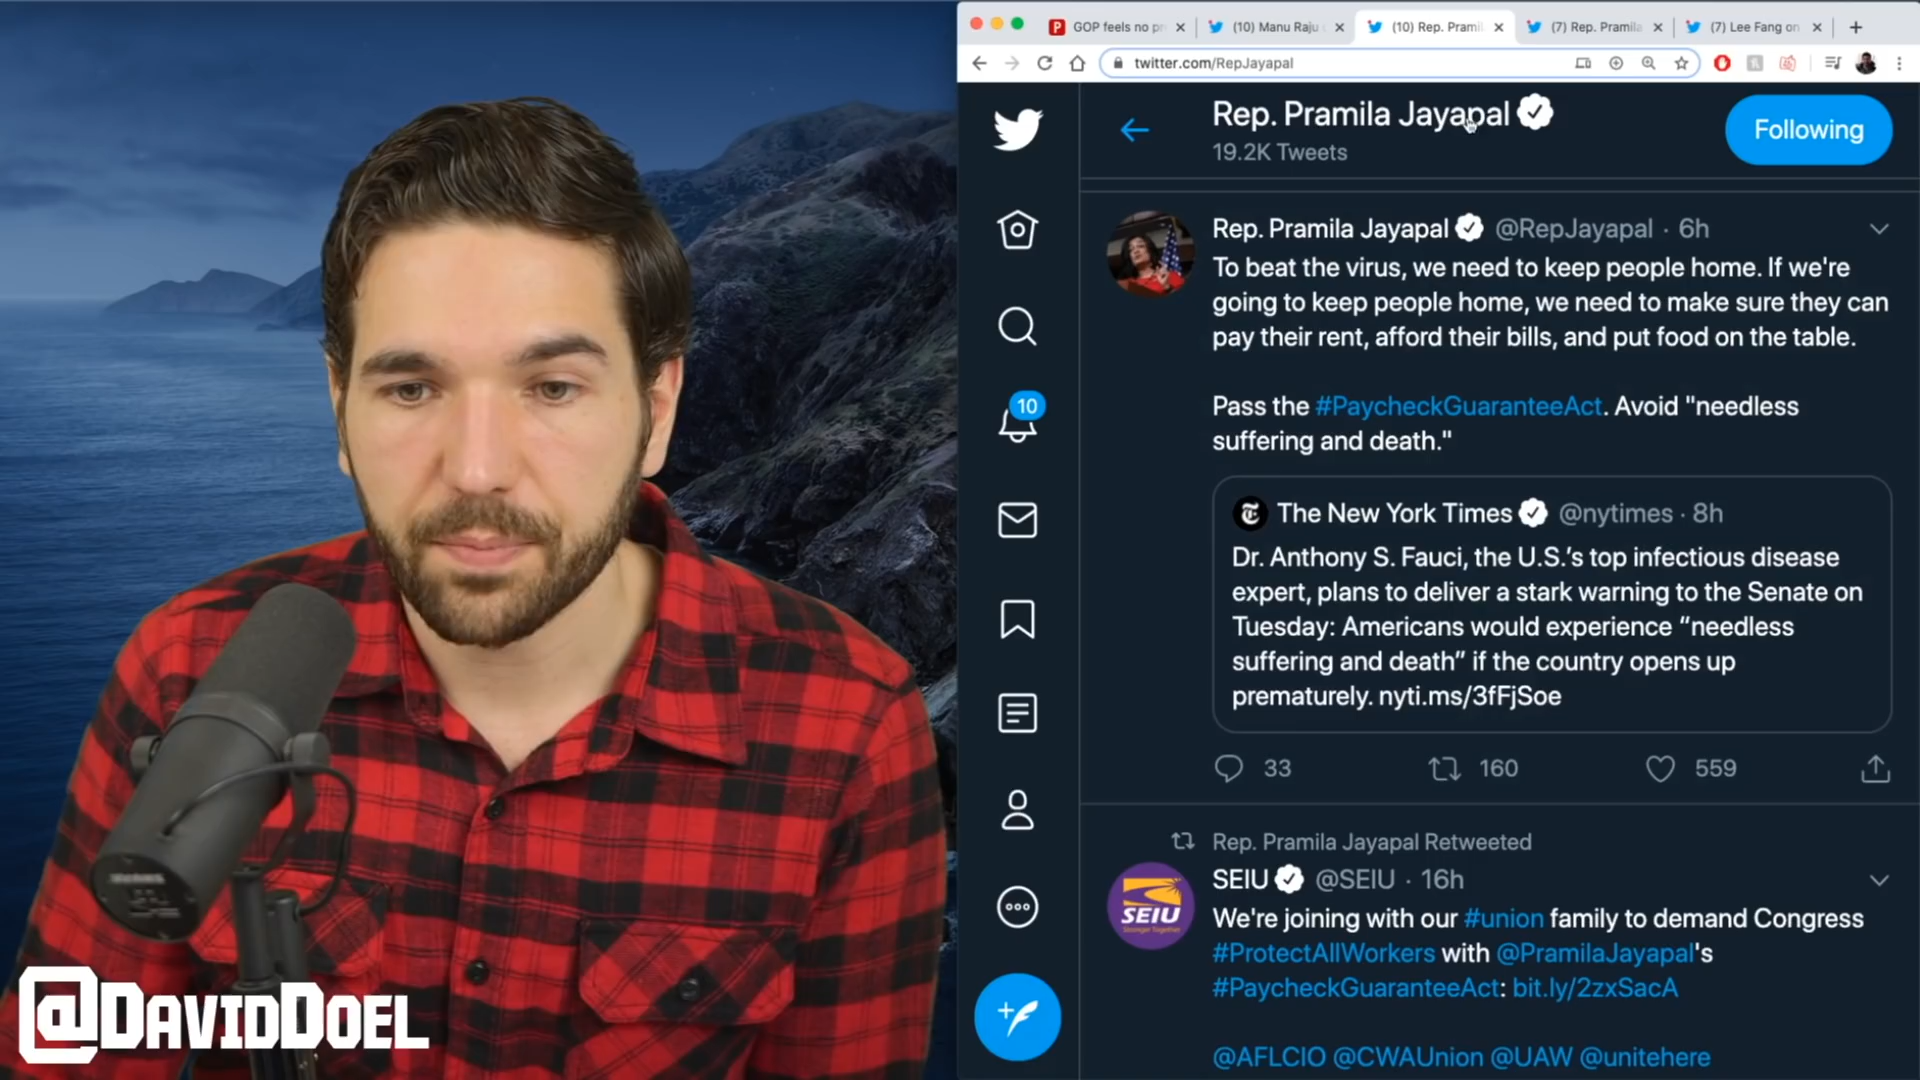 GOP feels no pr
(10) Manu Raju
(10) Rep. Prami
(7) Rep. Pramila
(7) Lee Fang on
twitter.com/RepJayapal
Rep. Pramila Jayapal
19.2K Tweets
Following
Rep. Pramila Jayapal @RepJayapal · 6h
To beat the virus, we need to keep people home. If we're
going to keep people home, we need to make sure they can
pay their rent, afford their bills, and put food on the table.
Pass the #PaycheckGuaranteeAct. Avoid "needless
suffering and death."
10
The New York Times @nytimes · 8h
Dr. Anthony S. Fauci, the U.S.'s top infectious disease
expert, plans to deliver a stark warning to the Senate on
Tuesday: Americans would experience “needless
suffering and death” if the country opens up
prematurely. nyti.ms/3fFjSoe
33 160 559
Rep. Pramila Jayapal Retweeted
SEIU @SEIU · 16h
SEIU
We're joining with our #union family to demand Congress
#ProtectAllWorkers with @PramilaJayapal's
#PaycheckGuaranteeAct: bit.ly/2zxSacA
@AFLCIO @CWAUnion @UAW @unitehere
@DAVIDDOEL